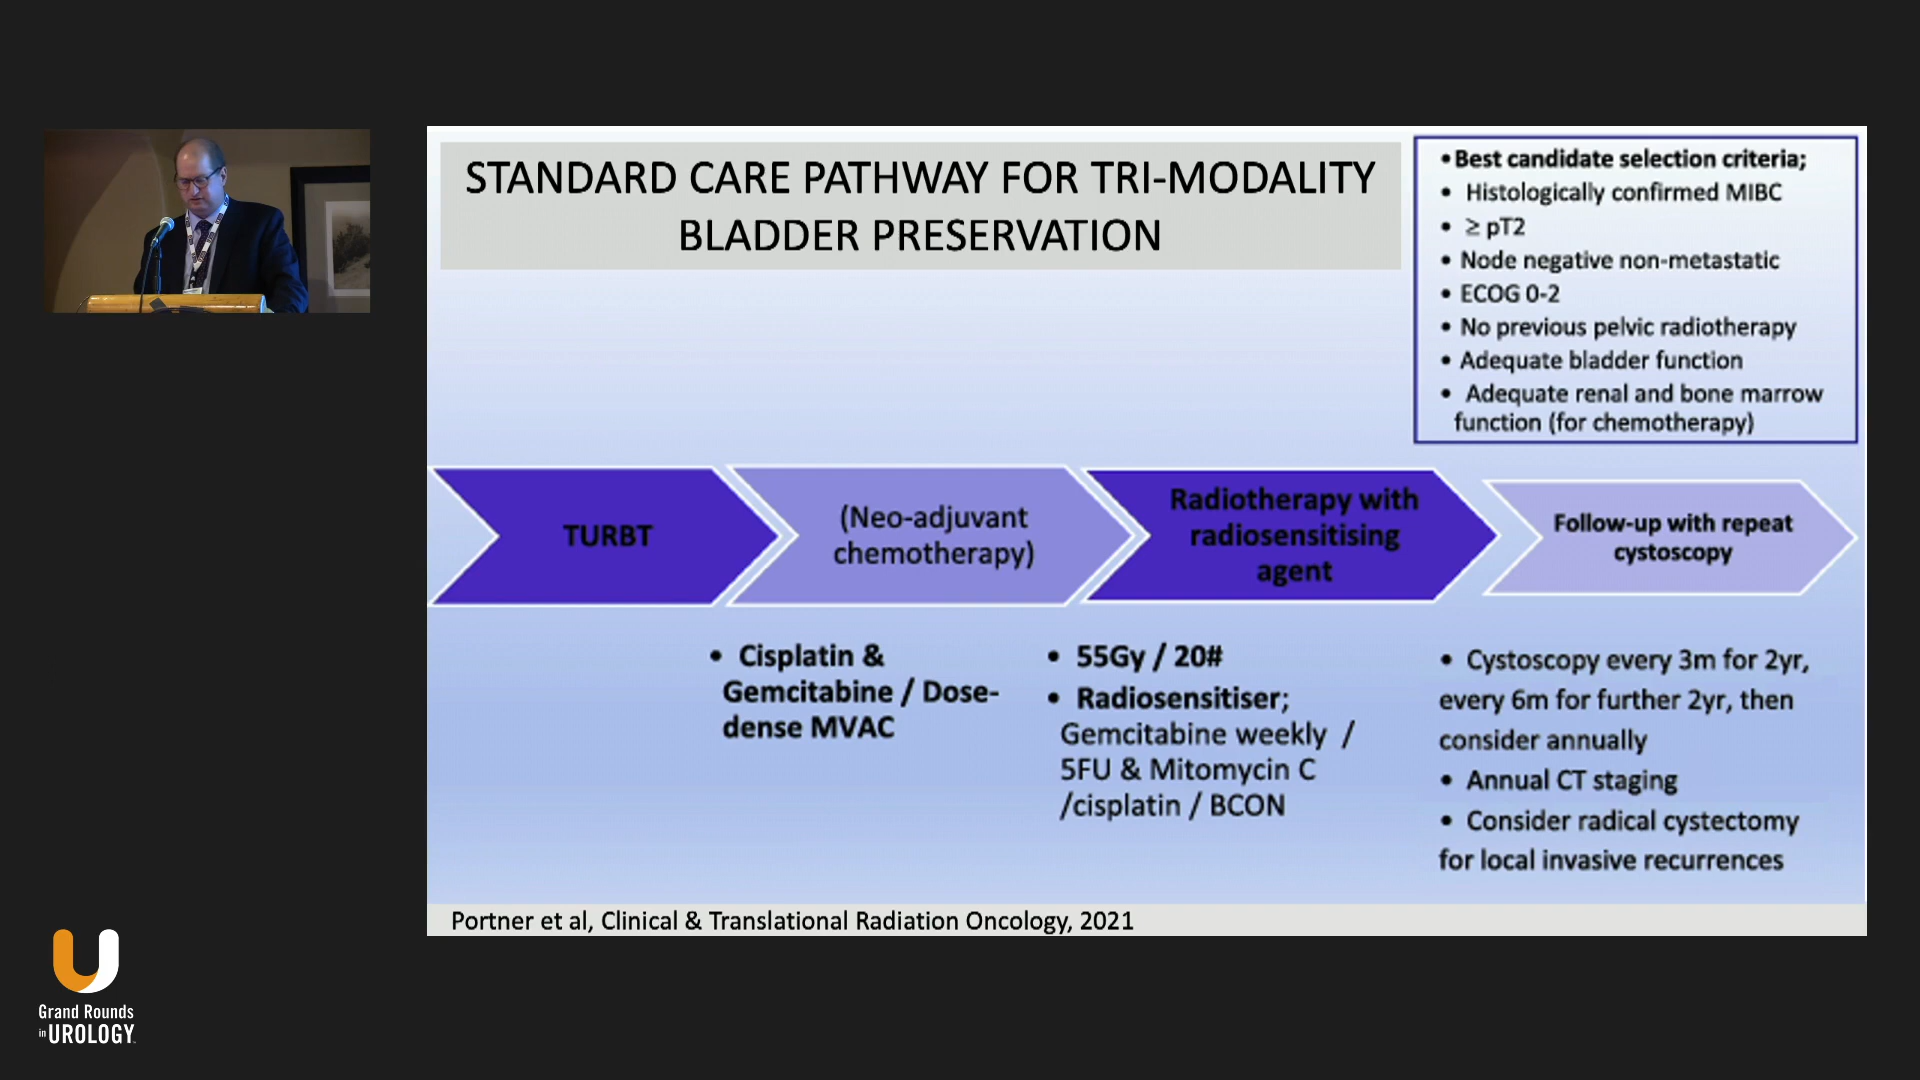 STANDARD CARE PATHWAY FOR TRI-MODALITY
BLADDER PRESERVATION
• Best candidate selection criteria;
• Histologically confirmed MIBC
• ≥ pT2
• Node negative non-metastatic
• ECOG 0-2
• No previous pelvic radiotherapy
• Adequate bladder function
• Adequate renal and bone marrow
function (for chemotherapy)
TURBT
(Neo-adjuvant
chemotherapy)
Radiotherapy with
radiosensitising
agent
Follow-up with repeat
cystoscopy
• Cisplatin &
Gemcitabine / Dose-
dense MVAC
• 55Gy / 20#
• Radiosensitiser;
Gemcitabine weekly /
5FU & Mitomycin C
/cisplatin / BCON
• Cystoscopy every 3m for 2yr,
every 6m for further 2yr, then
consider annually
• Annual CT staging
• Consider radical cystectomy
for local invasive recurrences
Portner et al, Clinical & Translational Radiation Oncology, 2021
Grand Rounds
in UROLOGY